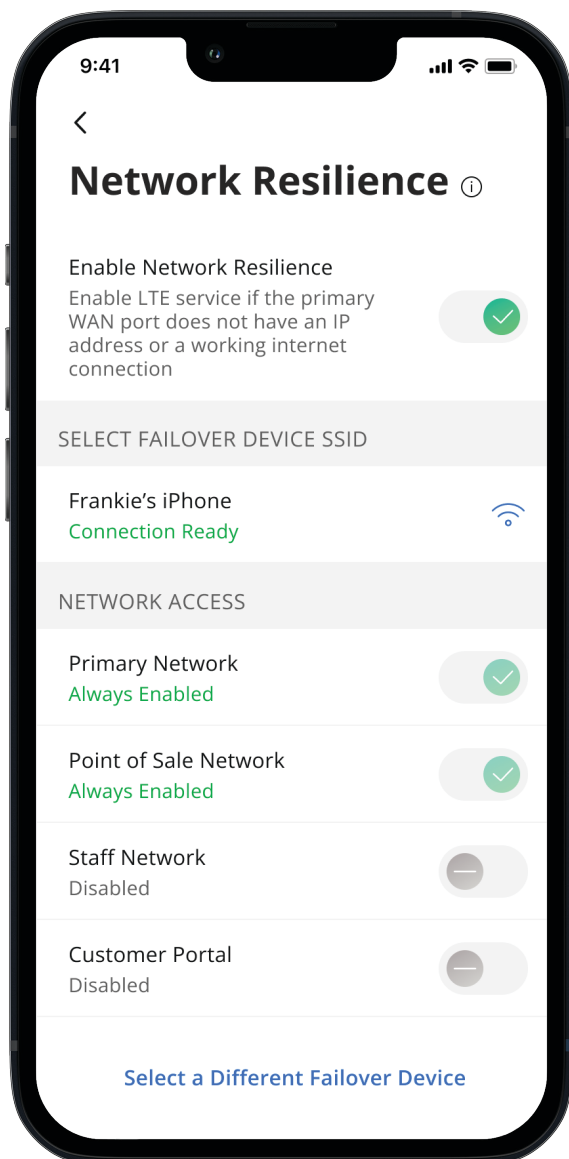 9:41
Network Resilience
Enable Network Resilience
Enable LTE service if the primary
WAN port does not have an IP
address or a working internet
connection
SELECT FAILOVER DEVICE SSID
Frankie’s iPhone
Connection Ready
NETWORK ACCESS
Primary Network
Always Enabled
Point of Sale Network
Always Enabled
Staff Network
Disabled
Customer Portal
Disabled
Select a Different Failover Device